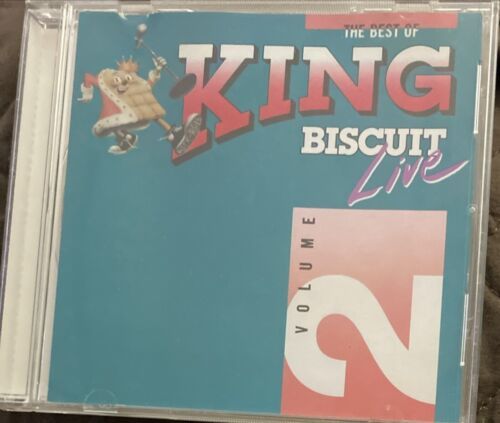 THE BEST OF
KING
BISCUIT
Live
VOLUME
2